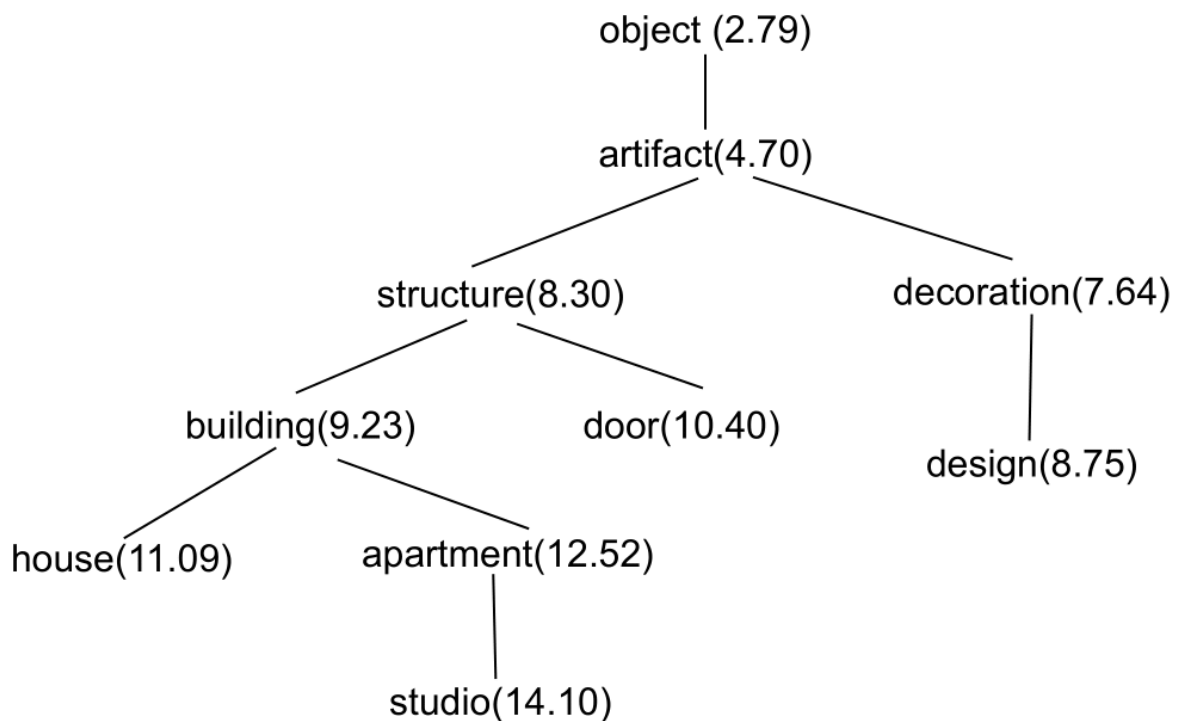 object (2.79)
artifact(4.70)
structure(8.30)
decoration(7.64)
building(9.23)
door(10.40)
design(8.75)
house(11.09)
apartment(12.52)
studio(14.10)